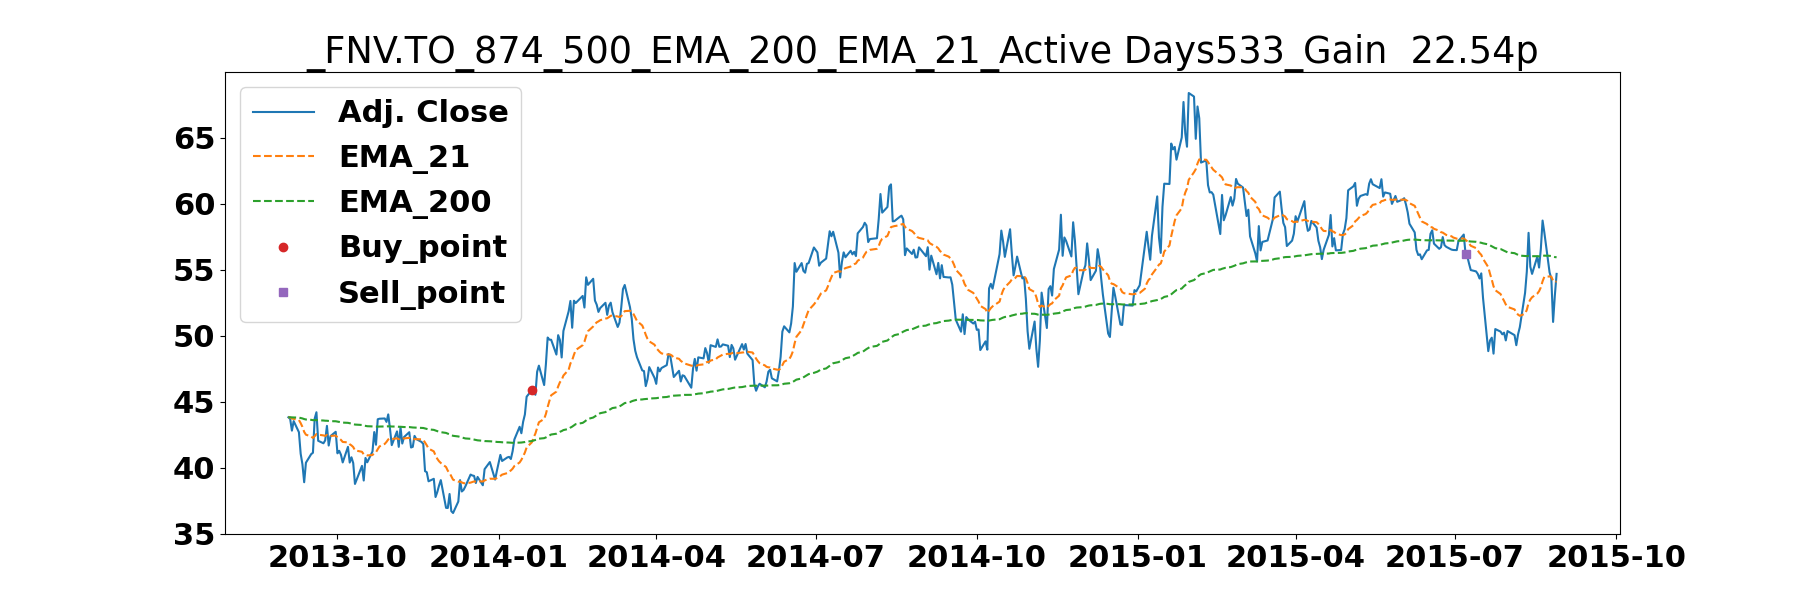 _FNV.TO_874_500_EMA_200_EMA_21_Active Days533_Gain  22.54p
Adj. Close
EMA_21
EMA_200
Buy_point
Sell_point
65
60
55
50
45
40
35
2013-10 2014-01 2014-04 2014-07 2014-10 2015-01 2015-04 2015-07 2015-10